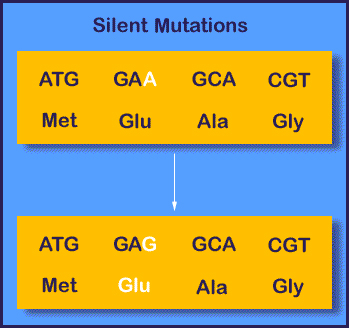 Silent Mutations
ATG GAA GCA CGT
Met Glu Ala Gly
ATG GAG GCA CGT
Met Glu Ala Gly